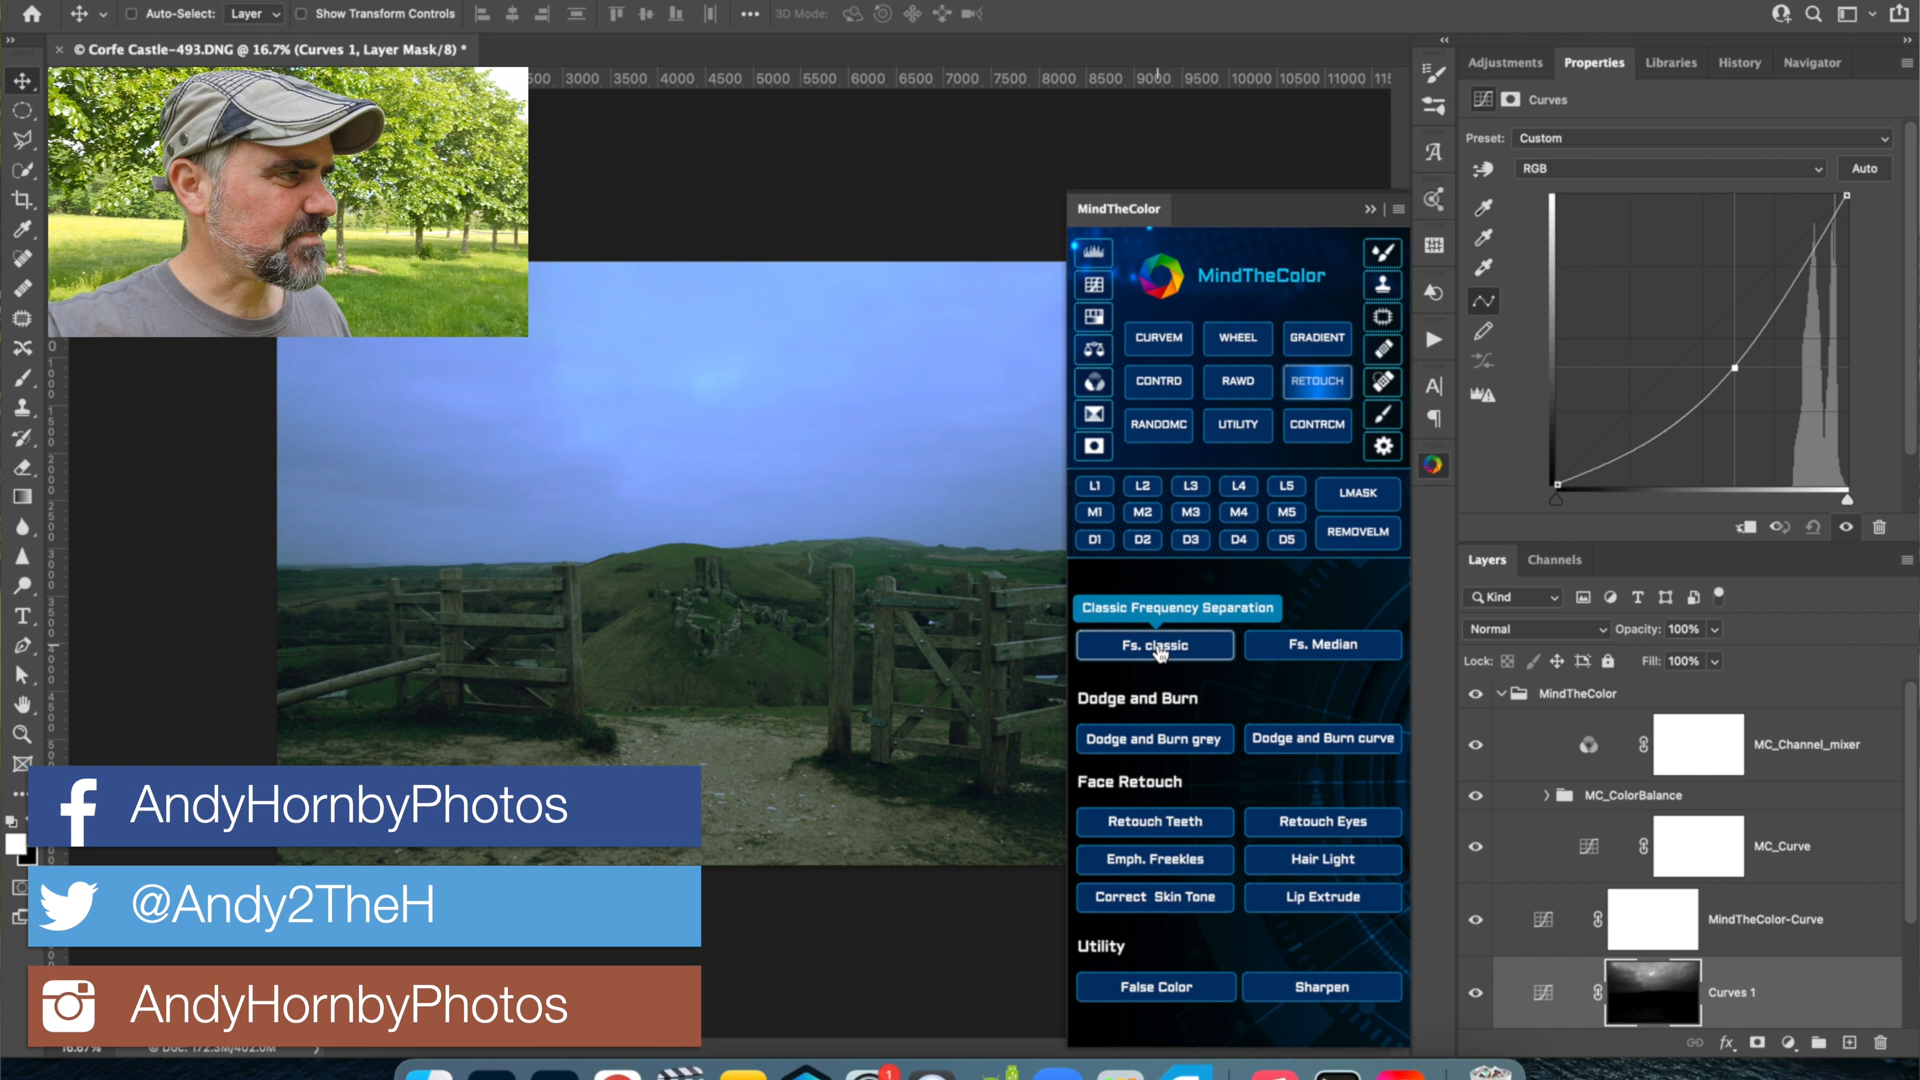 Auto-Select:
Layer
Show Transform Controls
3D Mode:
© Corfe Castle-493.DNG @ 16.7% (Curves 1, Layer Mask/8) *
500 3000 3500 4000 4500 5000 5500 6000 6500 7000 7500 8000 8500 9000 9500 10000 10500 11000
Adjustments
Properties
Libraries
History
Navigator
Curves
Preset:
Custom
RGB
Auto
MindTheColor
MindTheColor
CURVEM
WHEEL
GRADIENT
CONTRD
RAWD
RETOUCH
RANDOMC
UTILITY
CONTRCM
L1 L2 L3 L4 L5
LMASK
M1 M2 M3 M4 M5
REMOVELM
D1 D2 D3 D4 D5
Classic Frequency Separation
Fs. classic
Fs. Median
Dodge and Burn
Dodge and Burn grey
Dodge and Burn curve
Face Retouch
Retouch Teeth
Retouch Eyes
Emph. Freekles
Hair Light
Correct Skin Tone
Lip Extrude
Utility
False Color
Sharpen
Layers
Channels
Kind
Normal
Opacity: 100%
Lock:
Fill: 100%
MindTheColor
MC_Channel_mixer
MC_ColorBalance
MC_Curve
MindTheColor-Curve
Curves 1
AndyHornbyPhotos
@Andy2TheH
AndyHornbyPhotos
1